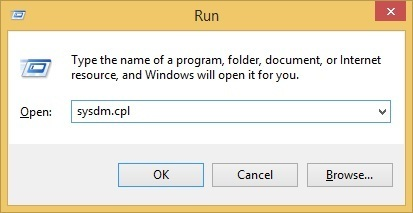 Run
Type the name of a program, folder, document, or Internet
resource, and Windows will open it for you.
Open: sysdm.cpl
OK Cancel Browse...